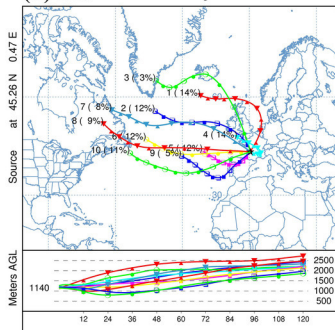 Source at 45.26 N 0.47 E
3 ( 3%)
1 (14%)
7 ( 8%)
2 (12%)
8 ( 9%)
4 (14%)
6 (12%)
5 (12%)
10 (11%)
9 ( 5%)
30
Meters AGL
1140
2500
2000
1500
1000
500
12 24 36 48 60 72 84 96 108 120